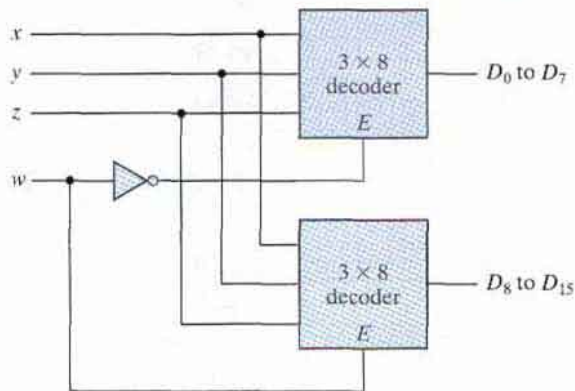 x
y
z
w
3 × 8
decoder
E
D₀ to D₇
3 × 8
decoder
E
D₈ to D₁₅